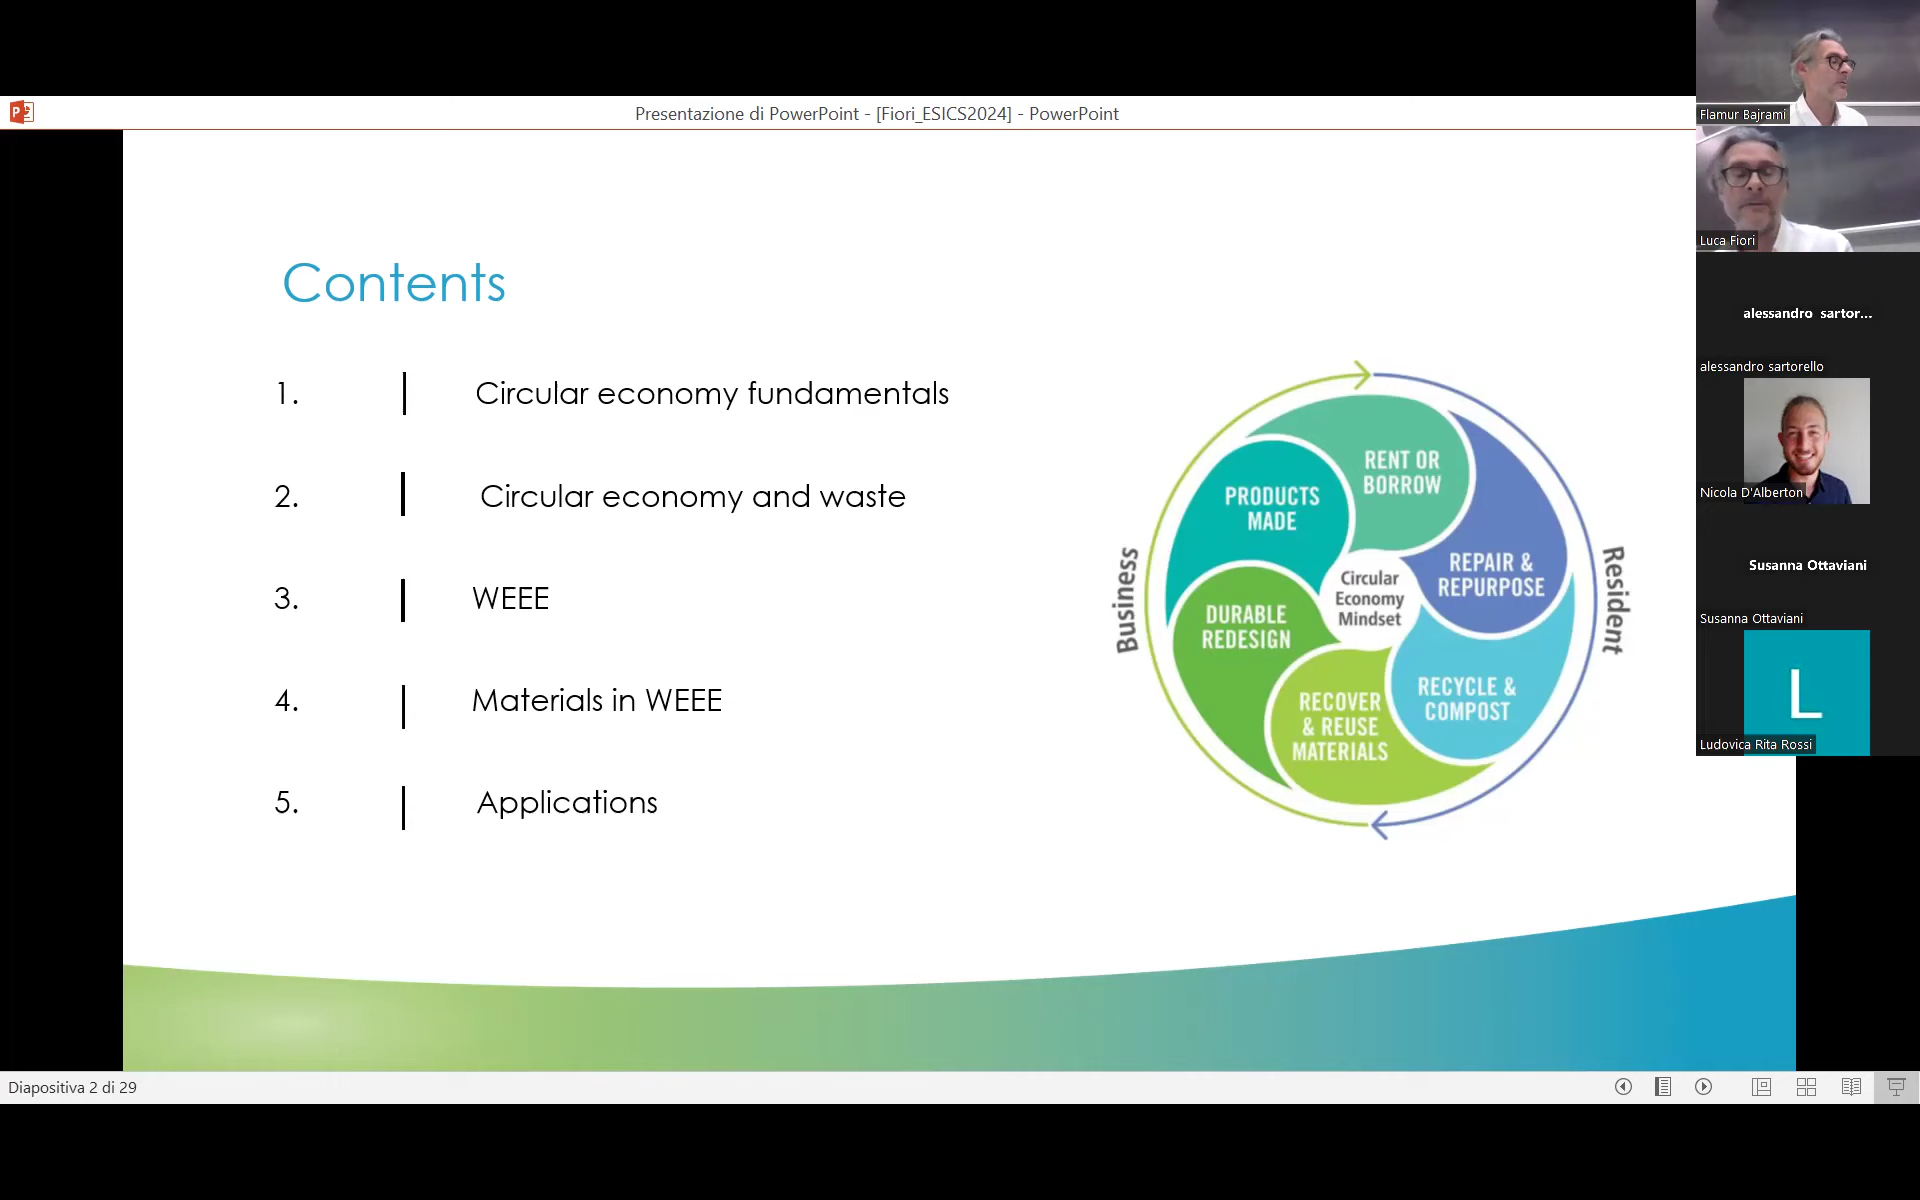 Presentazione di PowerPoint - [Fiori_ESICS2024] - PowerPoint
Contents
1. Circular economy fundamentals
2. Circular economy and waste
3. WEEE
4. Materials in WEEE
5. Applications
Business
Resident
RENT OR
BORROW
PRODUCTS
MADE
REPAIR &
REPURPOSE
Circular
Economy
Mindset
DURABLE
REDESIGN
RECYCLE &
COMPOST
RECOVER
& REUSE
MATERIALS
Flamur Bajrami
Luca Fiori
alessandro sartor...
alessandro sartorello
Nicola D'Alberton
Susanna Ottaviani
Susanna Ottaviani
L
Ludovica Rita Rossi
Diapositiva 2 di 29